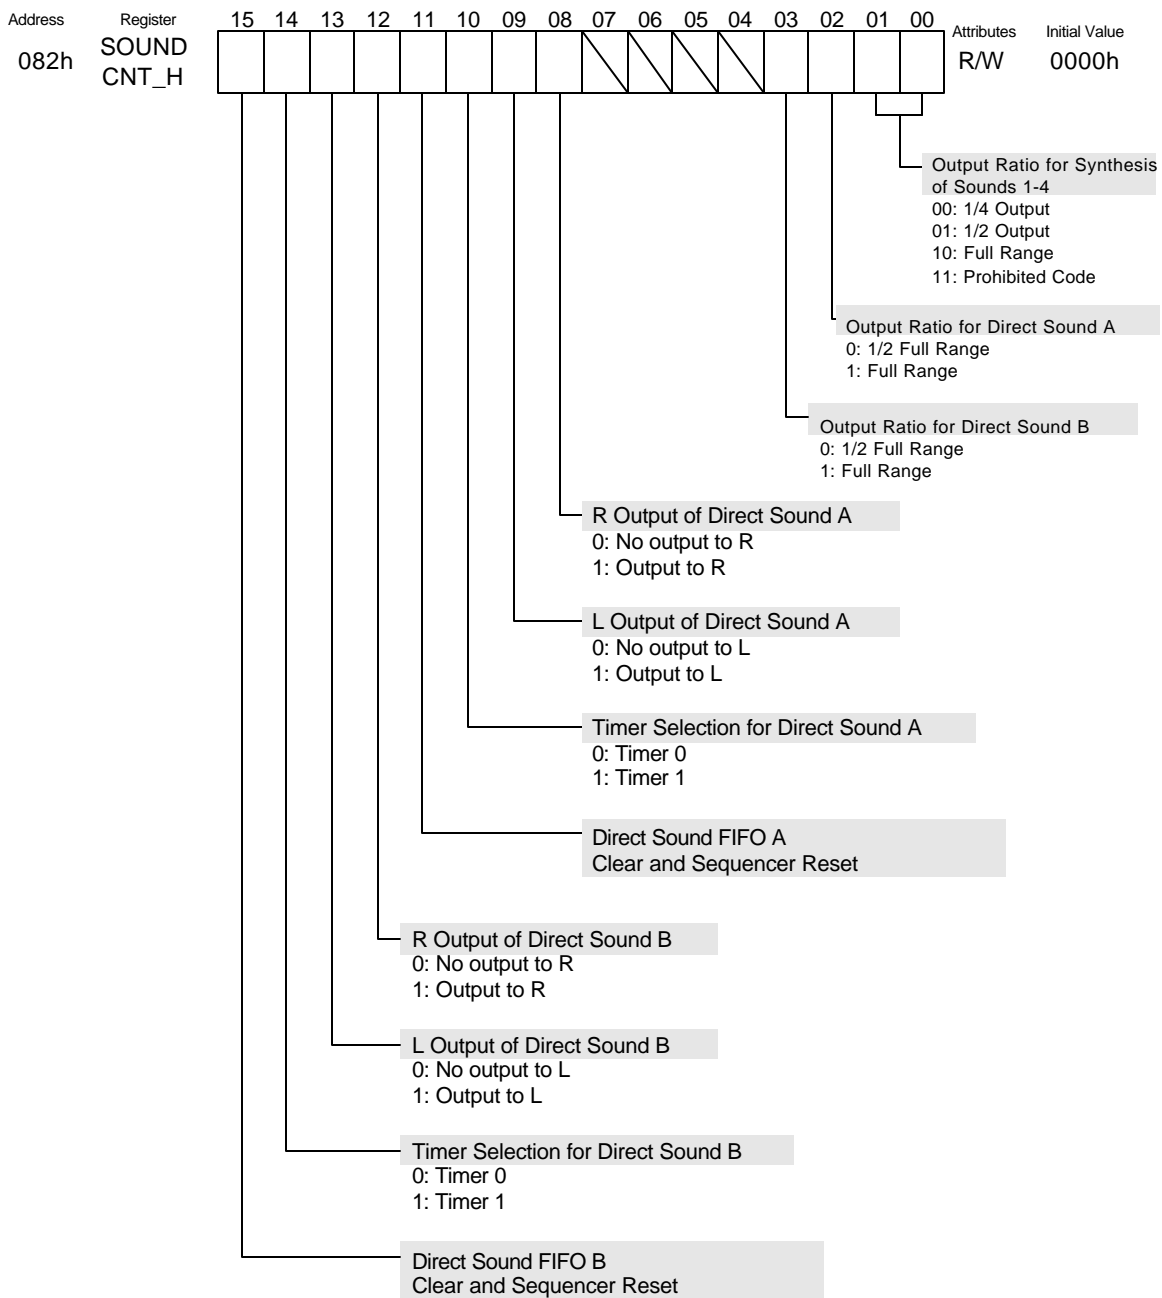 Address Register 15 14 13 12 11 10 09 08 07 06 05 04 03 02 01 00 Attributes Initial Value
082h SOUND CNT_H R/W 0000h
Output Ratio for Synthesis
of Sounds 1-4
00: 1/4 Output
01: 1/2 Output
10: Full Range
11: Prohibited Code
Output Ratio for Direct Sound A
0: 1/2 Full Range
1: Full Range
Output Ratio for Direct Sound B
0: 1/2 Full Range
1: Full Range
R Output of Direct Sound A
0: No output to R
1: Output to R
L Output of Direct Sound A
0: No output to L
1: Output to L
Timer Selection for Direct Sound A
0: Timer 0
1: Timer 1
Direct Sound FIFO A
Clear and Sequencer Reset
R Output of Direct Sound B
0: No output to R
1: Output to R
L Output of Direct Sound B
0: No output to L
1: Output to L
Timer Selection for Direct Sound B
0: Timer 0
1: Timer 1
Direct Sound FIFO B
Clear and Sequencer Reset